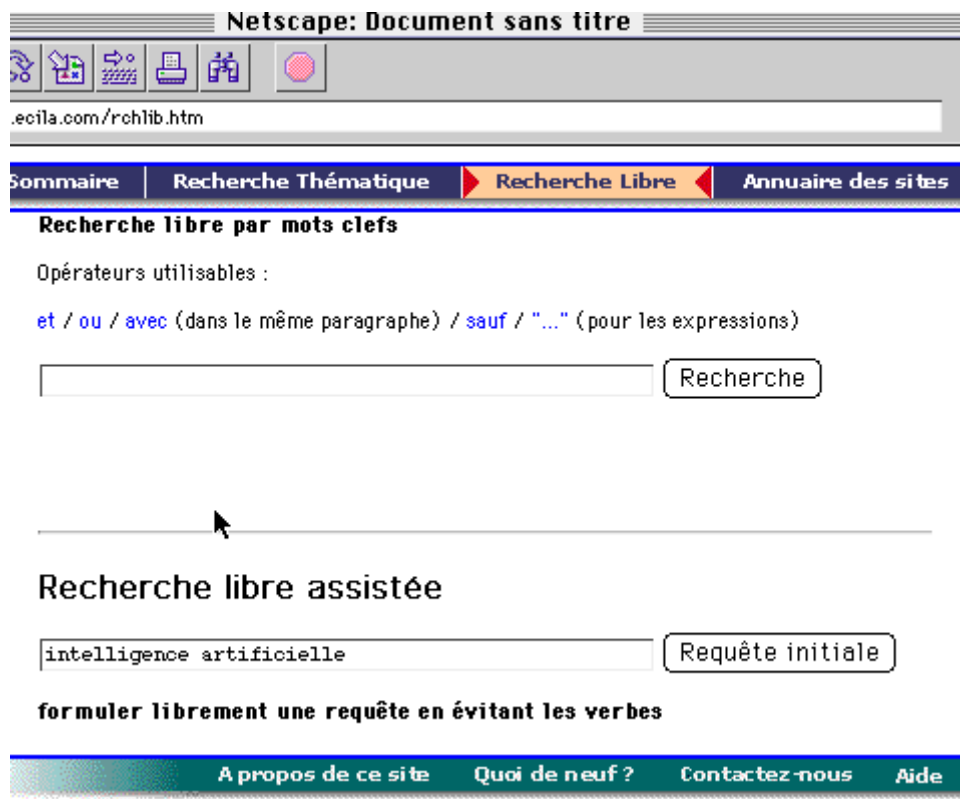 Netscape: Document sans titre
.ecila.com/rchlib.htm
Sommaire Recherche Thématique Recherche Libre Annuaire des sites
Recherche libre par mots clefs
Opérateurs utilisables :
et / ou / avec (dans le même paragraphe) / sauf / "..." (pour les expressions)
Recherche
Recherche libre assistée
intelligence artificielle Requête initiale
formuler librement une requête en évitant les verbes
A propos de ce site Quoi de neuf ? Contactez-nous Aide